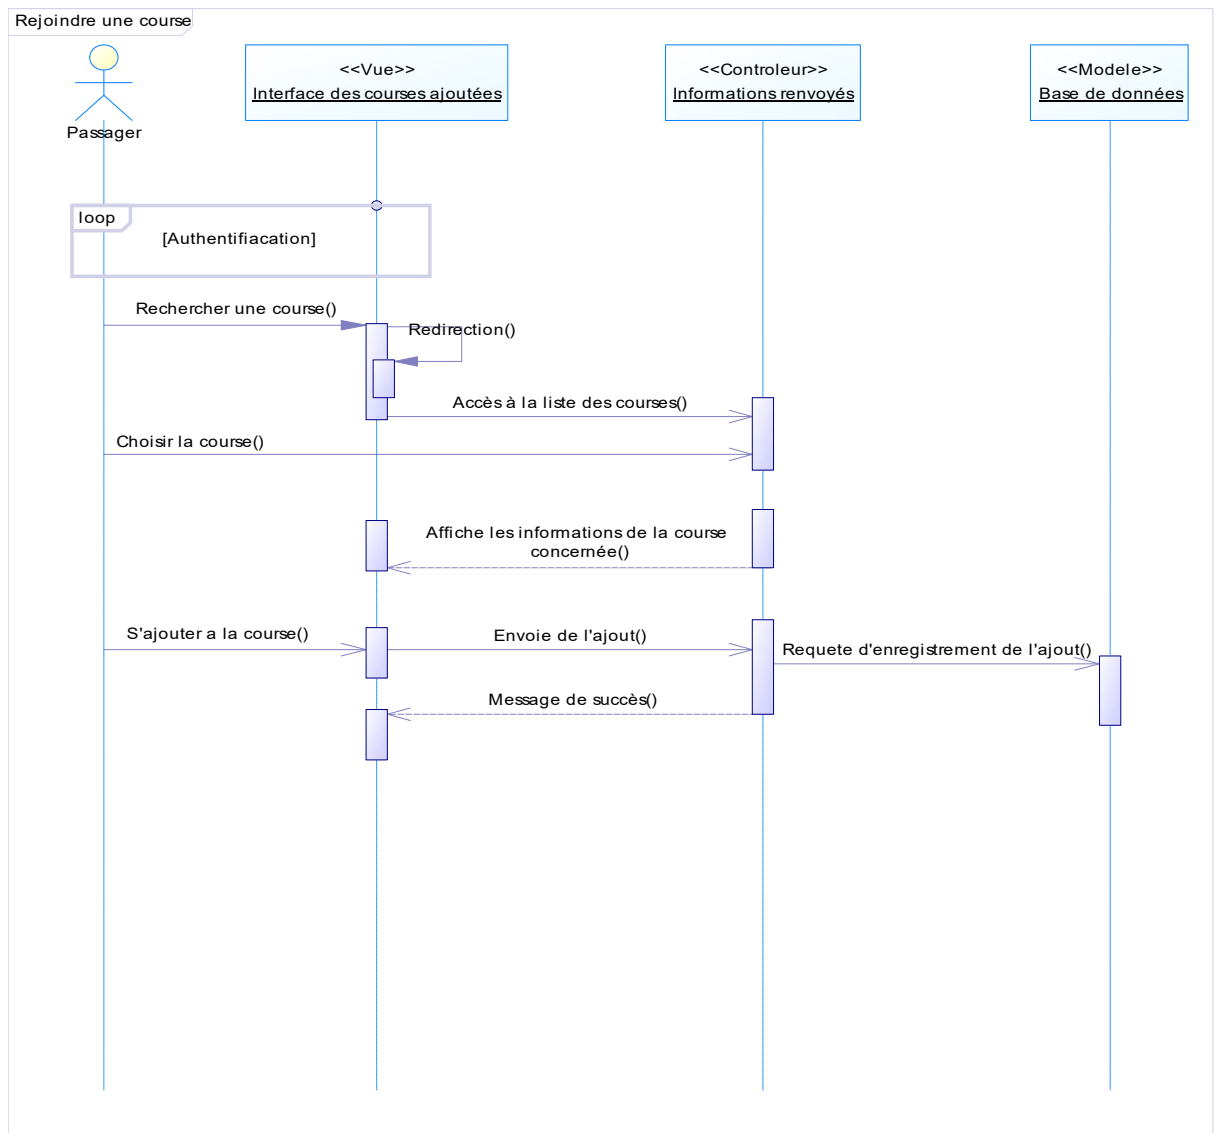 Rejoindre une course
<<Vue>>
Interface des courses ajoutées
<<Controleur>>
Informations renvoyés
<<Modele>>
Base de données
Passager
loop
[Authentifiacation]
Rechercher une course()
Redirection()
Accès à la liste des courses()
Choisir la course()
Affiche les informations de la course
concernée()
S'ajouter a la course()
Envoie de l'ajout()
Requete d'enregistrement de l'ajout()
Message de succès()